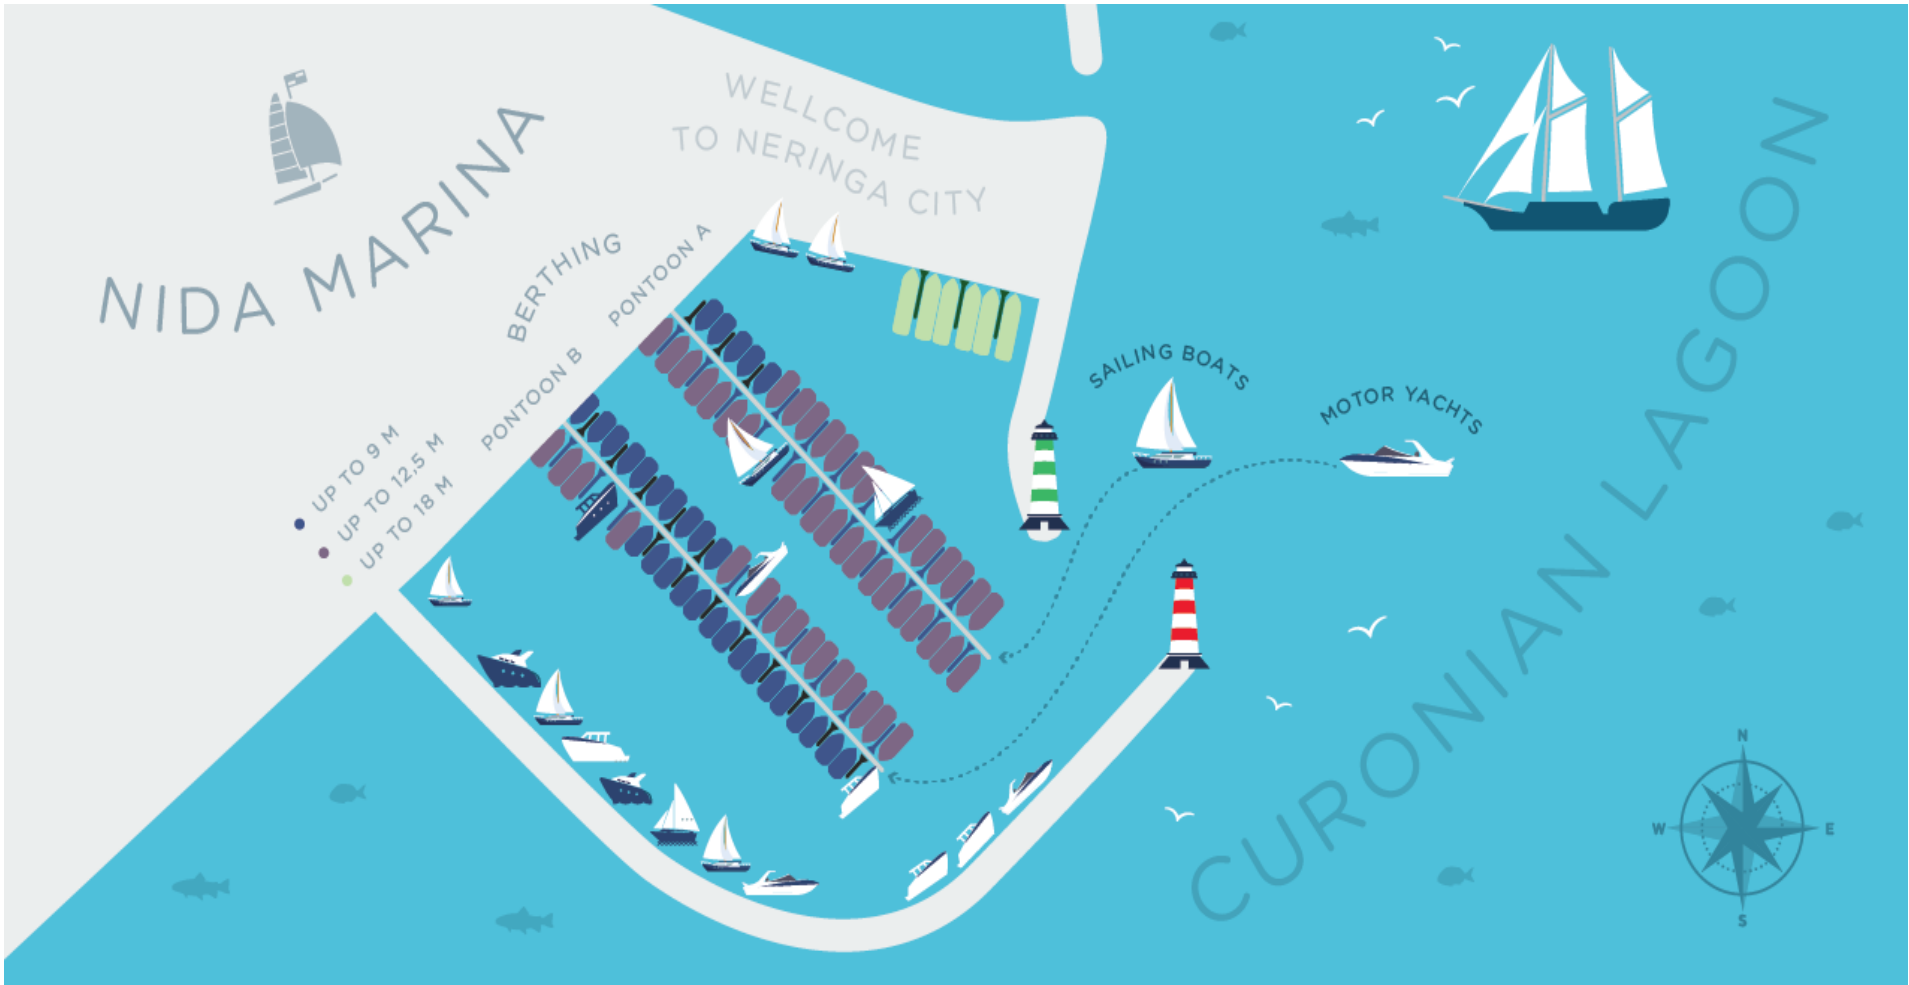 NIDA MARINA
WELLCOME
TO NERINGA CITY
BERTHING
PONTOON A
PONTOON B
UP TO 9 M
UP TO 12,5 M
UP TO 18 M
SAILING BOATS
MOTOR YACHTS
CURONIAN LAGOON
N
W E
S